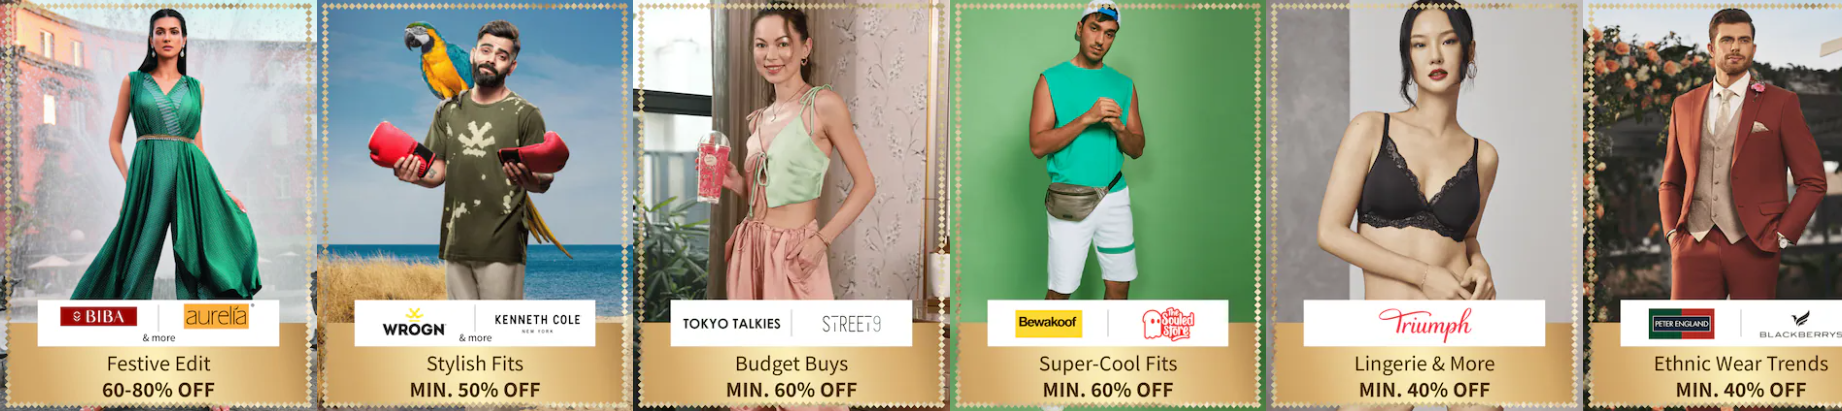 BIBA
aurelia
& more
Festive Edit
60-80% OFF
WROGN
KENNETH COLE
NEW YORK
& more
Stylish Fits
MIN. 50% OFF
TOKYO TALKIES
STREET9
Budget Buys
MIN. 60% OFF
Bewakoof
The
Souled
Store
Super-Cool Fits
MIN. 60% OFF
Triumph
Lingerie & More
MIN. 40% OFF
PETER ENGLAND
BLACKBERRYS
Ethnic Wear Trends
MIN. 40% OFF